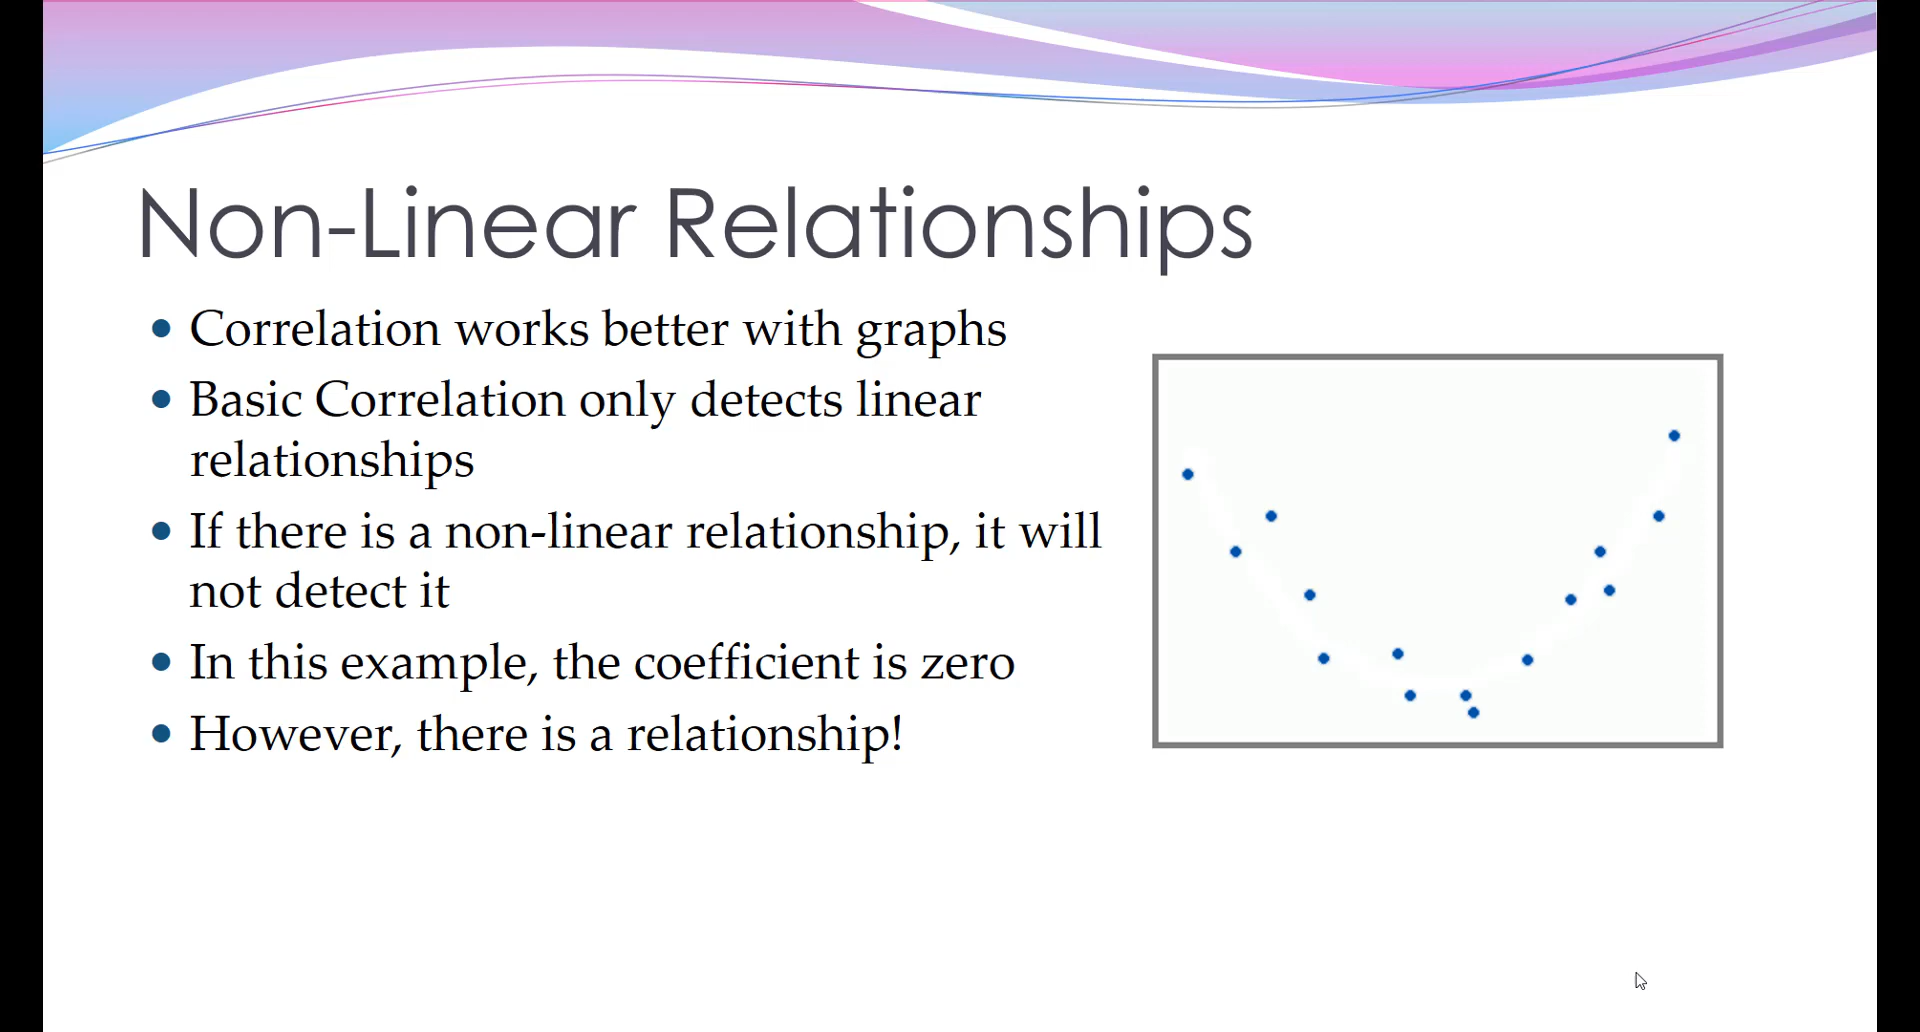 Non-Linear Relationships
• Correlation works better with graphs
• Basic Correlation only detects linear
relationships
• If there is a non-linear relationship, it will
not detect it
• In this example, the coefficient is zero
• However, there is a relationship!